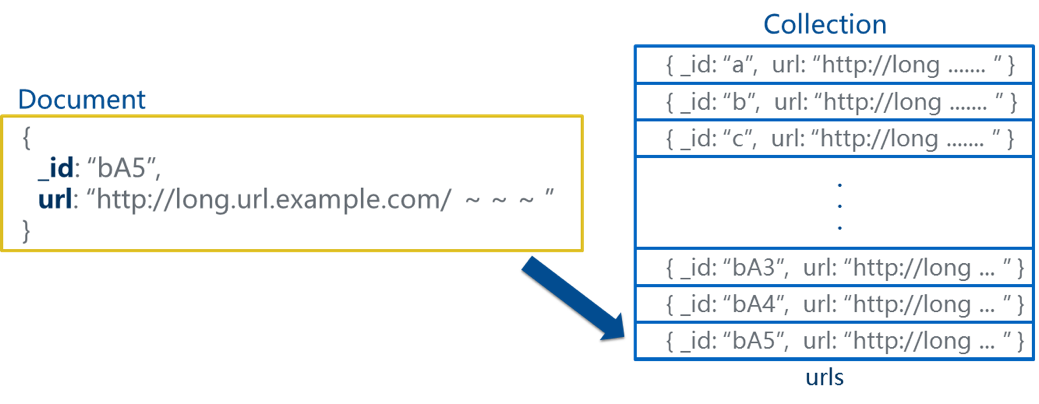 Document
{
_id: “bA5”,
url: “http://long.url.example.com/ ~ ~ ~ ”
}
Collection
{ _id: “a”, url: “http://long ....... ” }
{ _id: “b”, url: “http://long ....... ” }
{ _id: “c”, url: “http://long ....... ” }
.
.
.
{ _id: “bA3”, url: “http://long ... ” }
{ _id: “bA4”, url: “http://long ... ” }
{ _id: “bA5”, url: “http://long ... ” }
urls